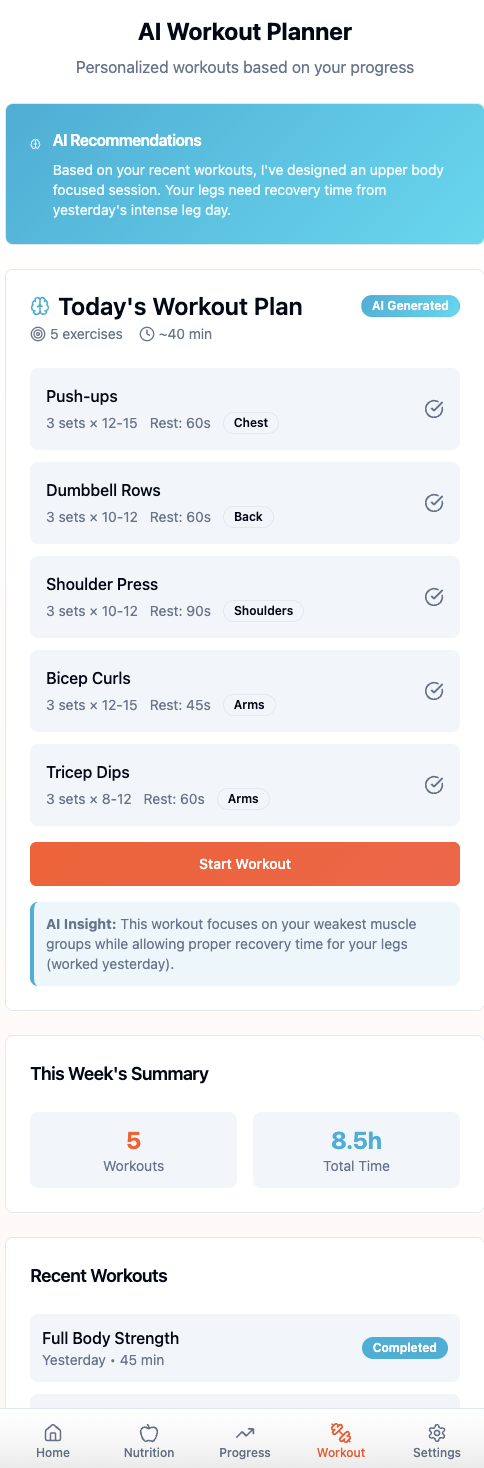 AI Workout Planner
Personalized workouts based on your progress
AI Recommendations
Based on your recent workouts, I've designed an upper body
focused session. Your legs need recovery time from
yesterday's intense leg day.
Today's Workout Plan
AI Generated
5 exercises ~40 min
Push-ups
3 sets × 12-15 Rest: 60s Chest
Dumbbell Rows
3 sets × 10-12 Rest: 60s Back
Shoulder Press
3 sets × 10-12 Rest: 90s Shoulders
Bicep Curls
3 sets × 12-15 Rest: 45s Arms
Tricep Dips
3 sets × 8-12 Rest: 60s Arms
Start Workout
AI Insight: This workout focuses on your weakest muscle
groups while allowing proper recovery time for your legs
(worked yesterday).
This Week's Summary
5 8.5h
Workouts Total Time
Recent Workouts
Full Body Strength
Yesterday • 45 min
Completed
Home Nutrition Progress Workout Settings